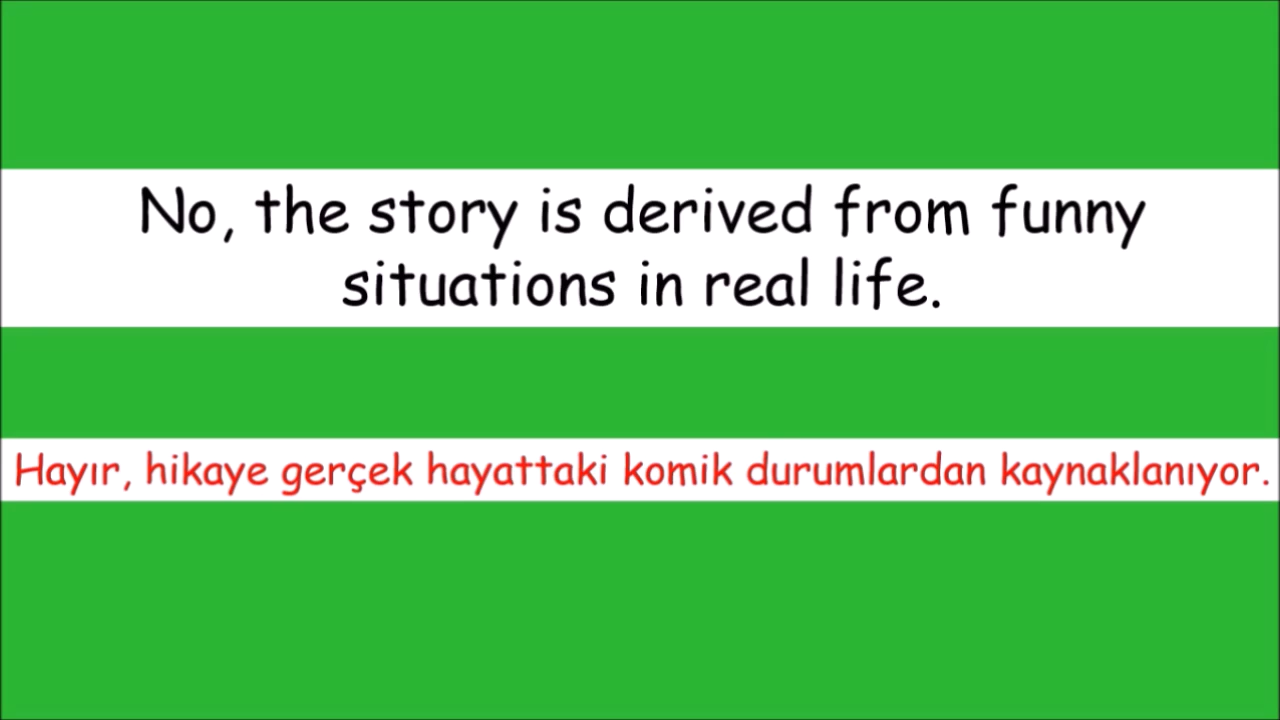 No, the story is derived from funny
situations in real life.
Hayır, hikaye gerçek hayattaki komik durumlardan kaynaklanıyor.